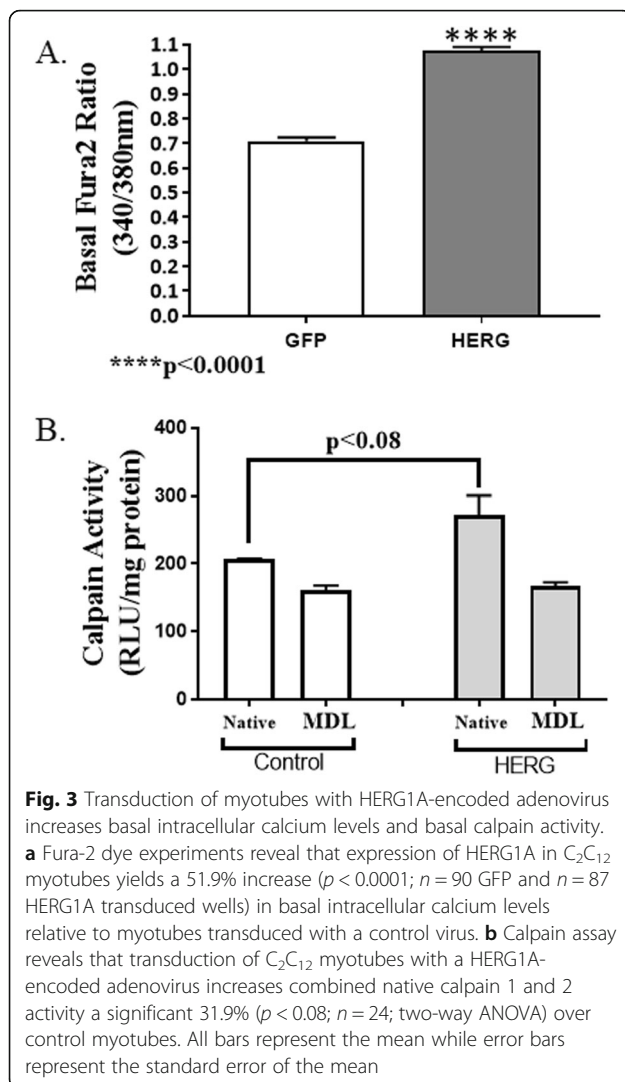 A.
Basal Fura2 Ratio
(340/380nm)
1.1
1.0
0.9
0.8
0.7
0.6
0.5
0.4
0.3
0.2
0.1
0.0
****
GFP
HERG
****p<0.0001
B.
Calpain Activity
(RLU/mg protein)
400
300
200
100
0
p<0.08
Native
MDL
Native
MDL
Control
HERG
Fig. 3 Transduction of myotubes with HERG1A-encoded adenovirus
increases basal intracellular calcium levels and basal calpain activity.
a Fura-2 dye experiments reveal that expression of HERG1A in C₂C₁₂
myotubes yields a 51.9% increase (p < 0.0001; n = 90 GFP and n = 87
HERG1A transduced wells) in basal intracellular calcium levels
relative to myotubes transduced with a control virus. b Calpain assay
reveals that transduction of C₂C₁₂ myotubes with a HERG1A-
encoded adenovirus increases combined native calpain 1 and 2
activity a significant 31.9% (p < 0.08; n = 24; two-way ANOVA) over
control myotubes. All bars represent the mean while error bars
represent the standard error of the mean